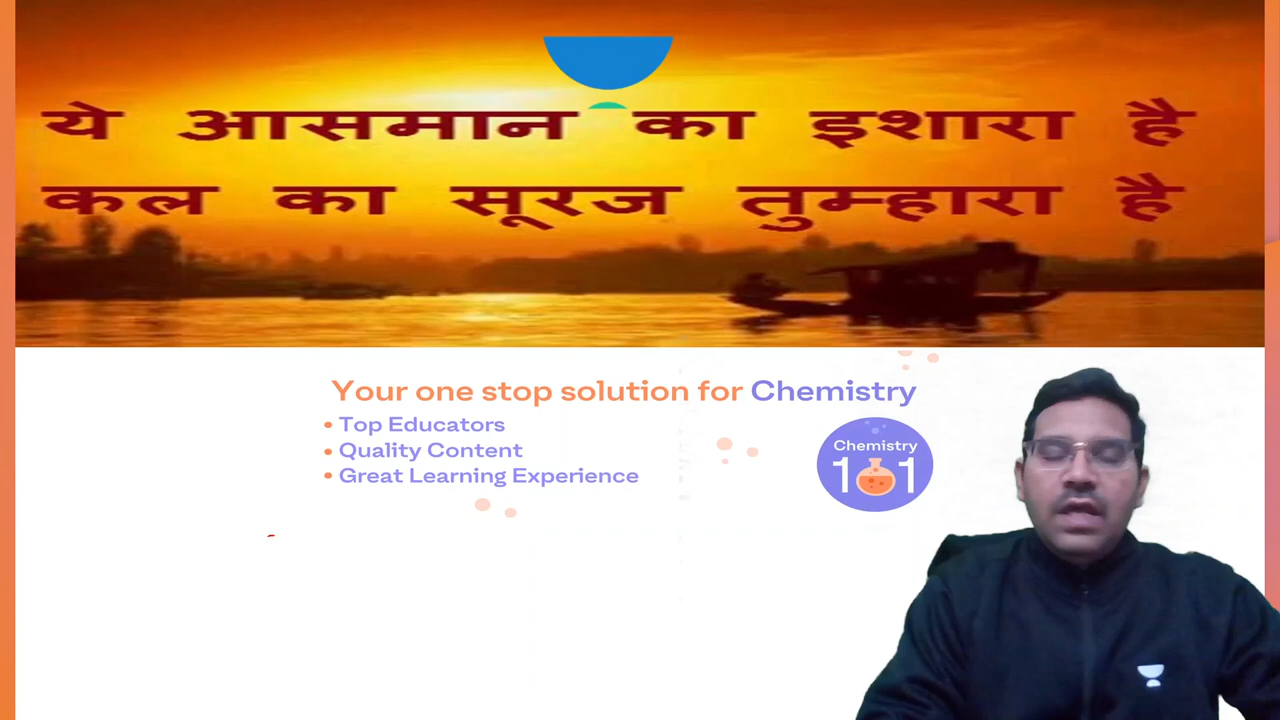 ये आसमान का इशारा है
कल का सूरज तुम्हारा है
Your one stop solution for Chemistry
• Top Educators
• Quality Content
• Great Learning Experience
Chemistry
101